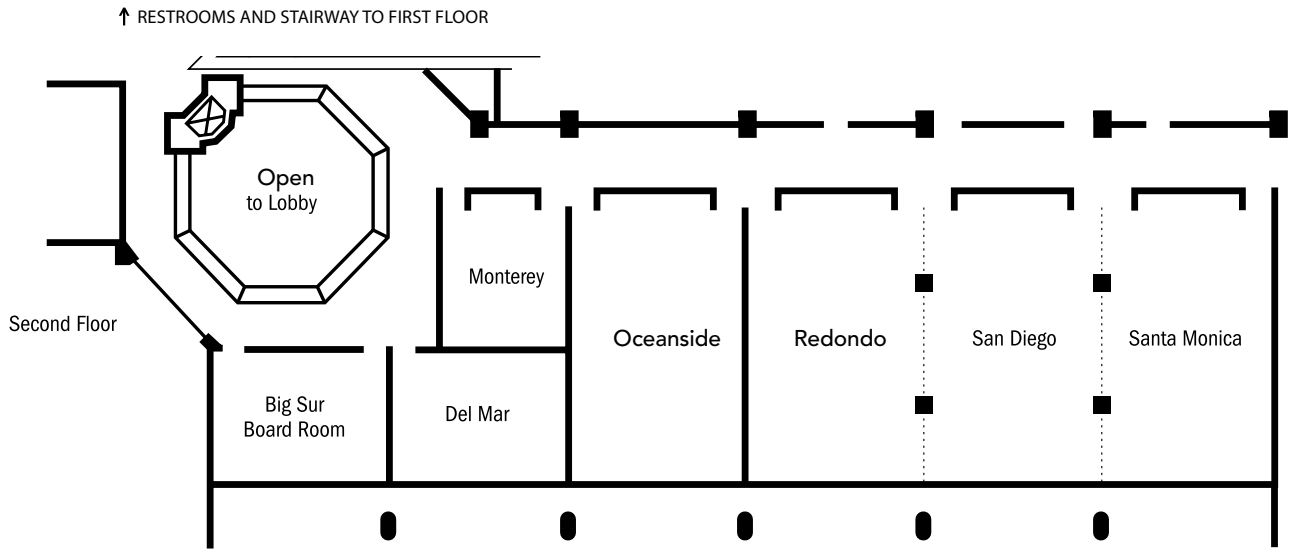 ↑ RESTROOMS AND STAIRWAY TO FIRST FLOOR
Open
to Lobby
Monterey
Second Floor
Oceanside
Redondo
San Diego
Santa Monica
Big Sur
Board Room
Del Mar